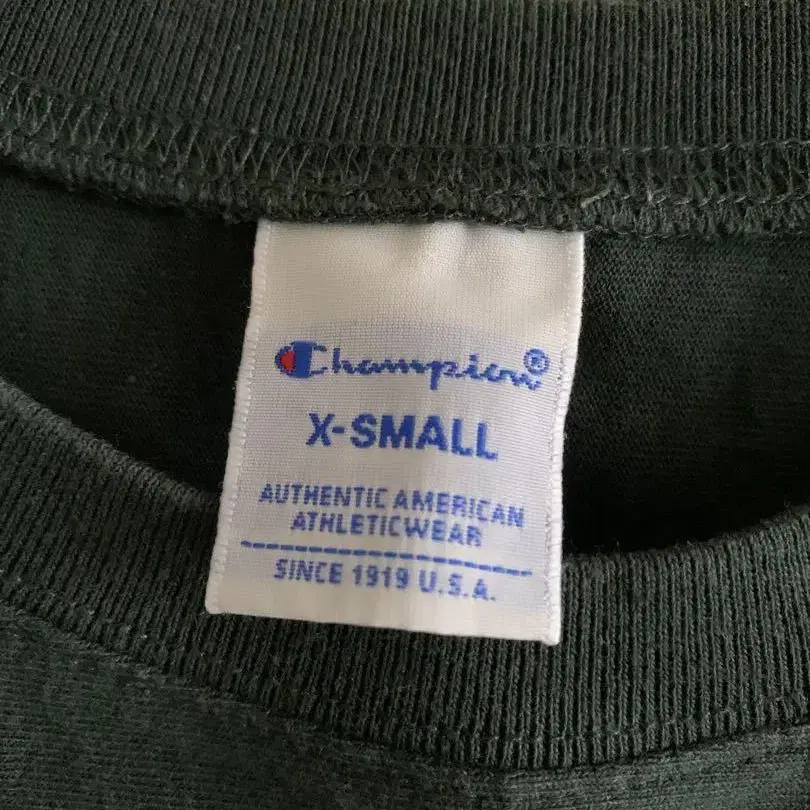 Champion®
X-SMALL
AUTHENTIC AMERICAN
ATHLETICWEAR
SINCE 1919 U.S.A.